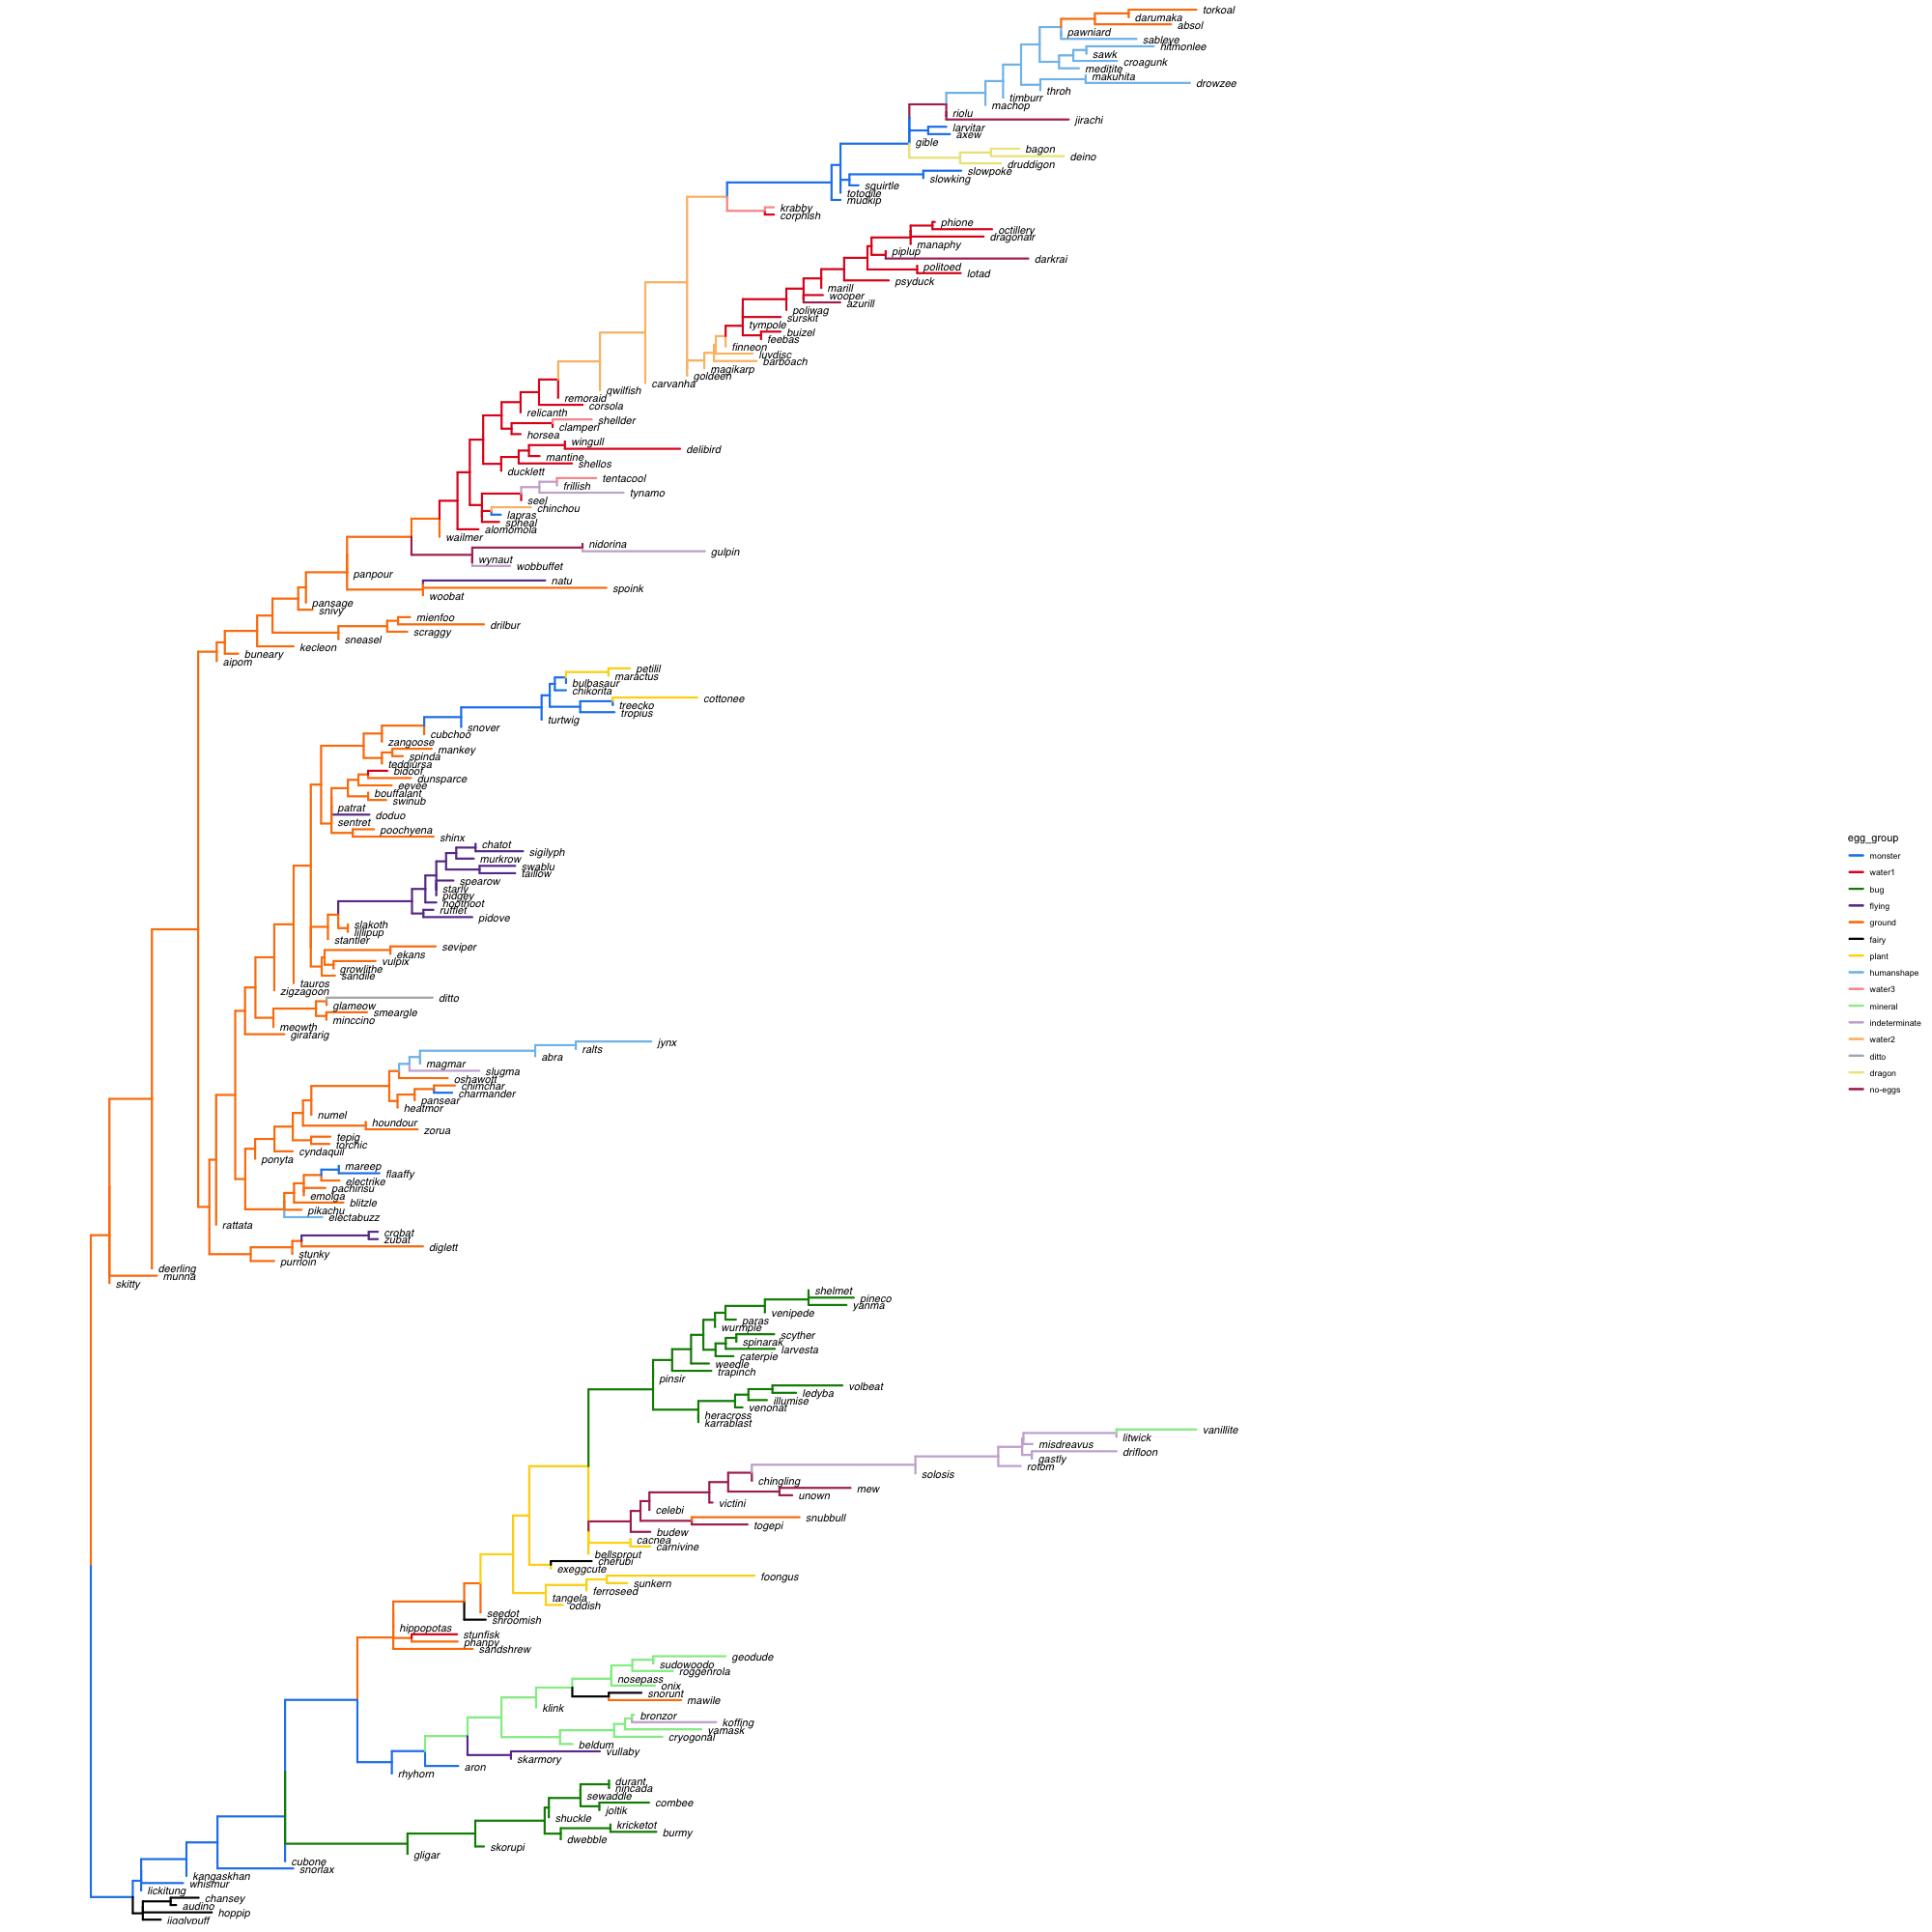 torkoal
darumaka
absol
pawniard
sableye
hitmonlee
sawk
croagunk
meditite
makuhita
drowzee
throh
timburr
machop
riolu
jirachi
larvitar
axew
gible
bagon
deino
druddigon
slowpoke
slowking
squirtle
totodile
mudkip
krabby
corphish
phione
octillery
dragonair
manaphy
piplup
darkrai
politoed
lotad
psyduck
marill
wooper
azurill
poliwag
surskit
tympole
buizel
feebas
finneon
luvdisc
barboach
magikarp
goldeen
carvanha
qwilfish
remoraid
corsola
relicanth
shellder
clamperl
horsea
wingull
delibird
mantine
shellos
ducklett
tentacool
frillish
tynamo
seel
chinchou
lapras
spheal
alomomola
wailmer
nidorina
gulpin
wynaut
wobbuffet
panpour
natu
spoink
woobat
pansage
snivy
mienfoo
drilbur
scraggy
sneasel
kecleon
buneary
aipom
petilil
maractus
bulbasaur
chikorita
cottonee
treecko
tropius
turtwig
snover
cubchoo
zangoose
mankey
spinda
teddiursa
bidoof
dunsparce
eevee
bouffalant
swinub
patrat
doduo
sentret
poochyena
shinx
chatot
sigilyph
murkrow
swablu
taillow
spearow
starly
pidgey
hoothoot
rufflet
pidove
slakoth
lillipup
stantler
seviper
ekans
vulpix
growlithe
sandile
tauros
zigzagoon
ditto
glameow
smeargle
minccino
meowth
girafarig
jynx
ralts
abra
magmar
slugma
oshawott
chimchar
charmander
pansear
heatmor
numel
houndour
zorua
tepig
torchic
cyndaquil
ponyta
mareep
flaaffy
electrike
pachirisu
emolga
blitzle
pikachu
electabuzz
rattata
crobat
zubat
diglett
stunky
purrloin
deerling
munna
skitty
shelmet
pineco
yanma
venipede
paras
wurmple
scyther
spinarak
larvesta
caterpie
weedle
trapinch
pinsir
volbeat
ledyba
illumise
venonat
heracross
karrablast
vanillite
litwick
misdreavus
drifloon
gastly
rotom
solosis
chingling
mew
unown
victini
celebi
snubbull
togepi
budew
cacnea
carnivine
bellsprout
cherubi
exeggcute
foongus
sunkern
ferroseed
tangela
oddish
seedot
shroomish
hippopotas
stunfisk
phanpy
sandshrew
geodude
sudowoodo
roggenrola
nosepass
onix
snorunt
mawile
klink
bronzor
koffing
yamask
cryogonal
beldum
vullaby
skarmory
aron
rhyhorn
durant
nincada
sewaddle
combee
joltik
shuckle
kricketot
burmy
dwebble
skorupi
gligar
cubone
snorlax
kangaskhan
whismur
lickitung
chansey
audino
hoppip
jigglypuff
egg_group
monster
water1
bug
flying
ground
fairy
plant
humanshape
water3
mineral
indeterminate
water2
ditto
dragon
no-eggs